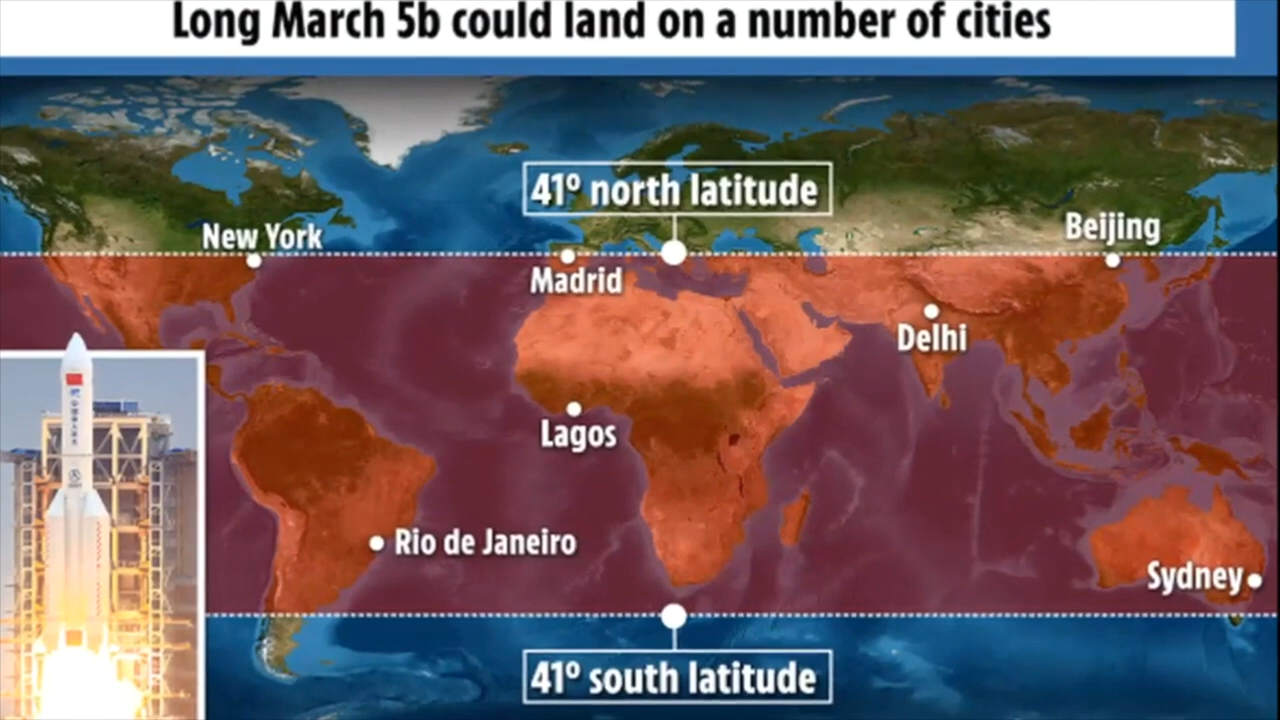 Long March 5b could land on a number of cities
41º north latitude
New York
Beijing
Madrid
Delhi
Lagos
Rio de Janeiro
Sydney
41º south latitude